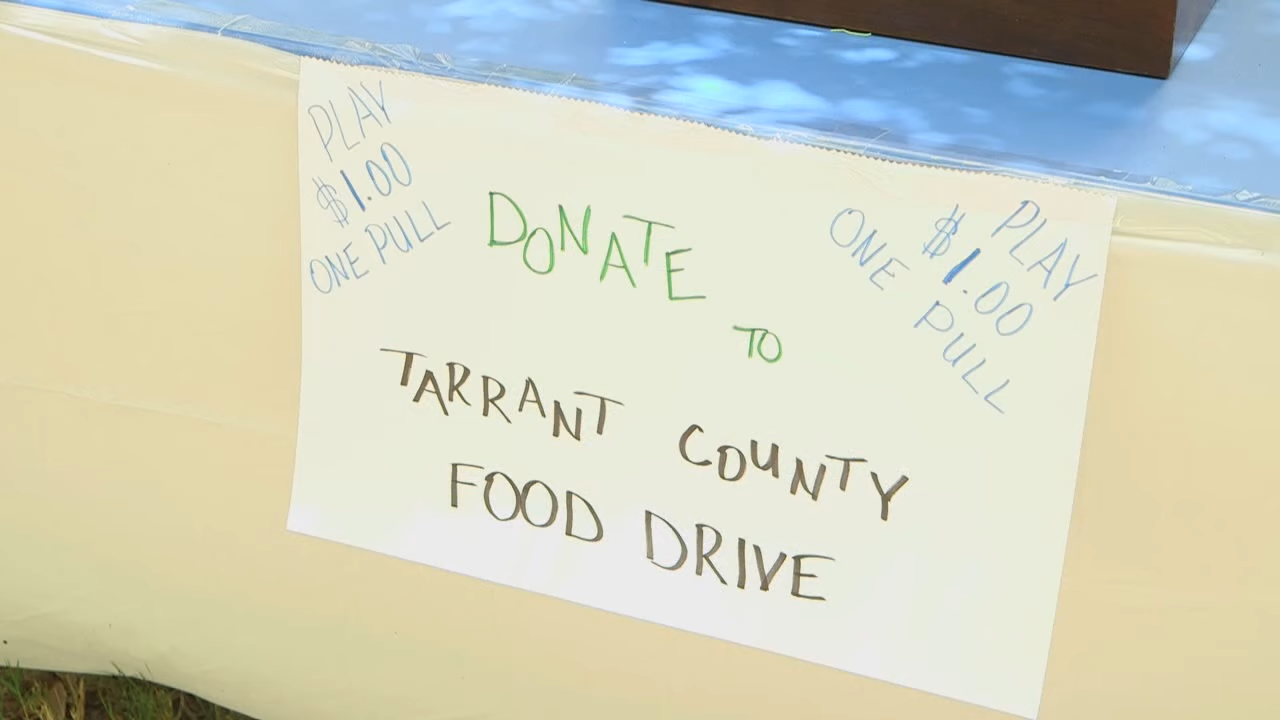 PLAY
$1.00
ONE PULL
DONATE
TO
TARRANT COUNTY
FOOD DRIVE
PLAY
$1.00
ONE PULL